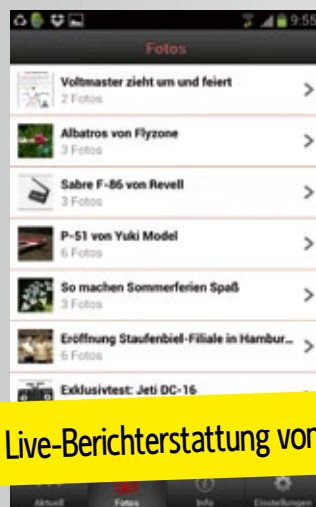 9:55
Fotos
Voltmaster zieht um und feiert
2 Fotos
Albatros von Flyzone
3 Fotos
Sabre F-86 von Revell
3 Fotos
P-51 von Yuki Model
6 Fotos
So machen Sommerferien Spaß
3 Fotos
Eröffnung Staufenbiel-Filiale in Hambur...
6 Fotos
Exklusivtest: Jeti DC-16
Live-Berichterstattung von
Aktuell Fotos Info Einstellungen